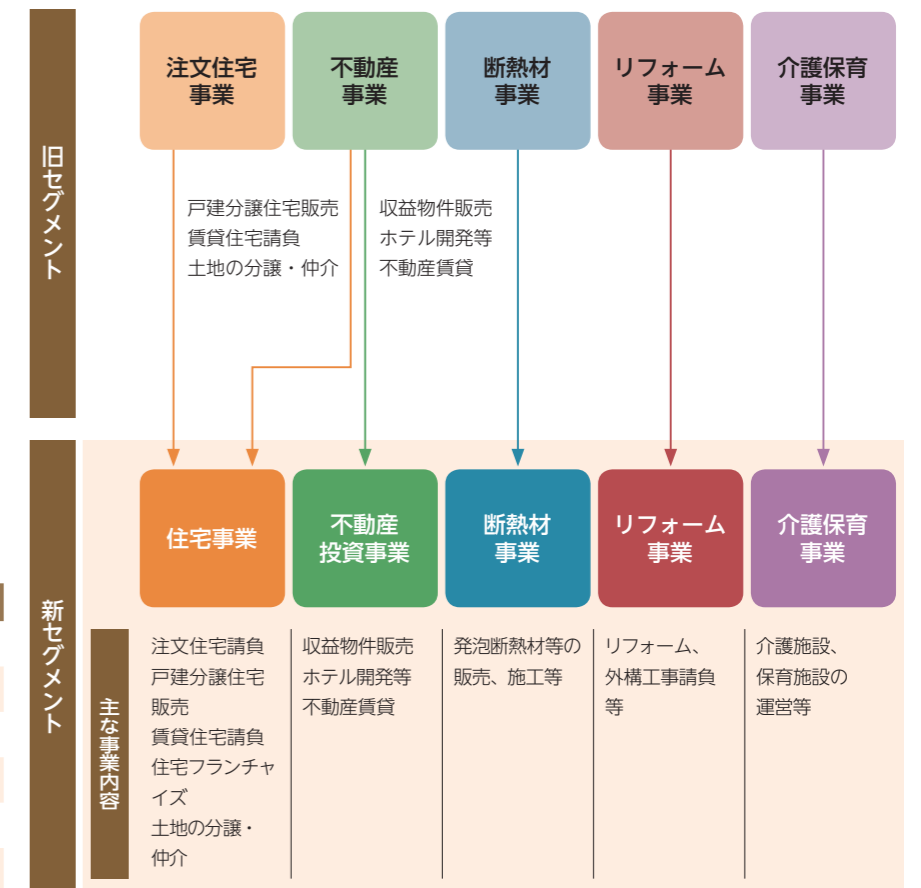 旧セグメント
注文住宅
事業
不動産
事業
断熱材
事業
リフォーム
事業
介護保育
事業
戸建分譲住宅販売
賃貸住宅請負
土地の分譲・仲介
収益物件販売
ホテル開発等
不動産賃貸
新セグメント
住宅事業
不動産
投資事業
断熱材
事業
リフォーム
事業
介護保育
事業
主な事業内容
注文住宅請負
戸建分譲住宅
販売
賃貸住宅請負
住宅フランチャ
イズ
土地の分譲・
仲介
収益物件販売
ホテル開発等
不動産賃貸
発泡断熱材等の
販売、施工等
リフォーム、
外構工事請負
等
介護施設、
保育施設の
運営等